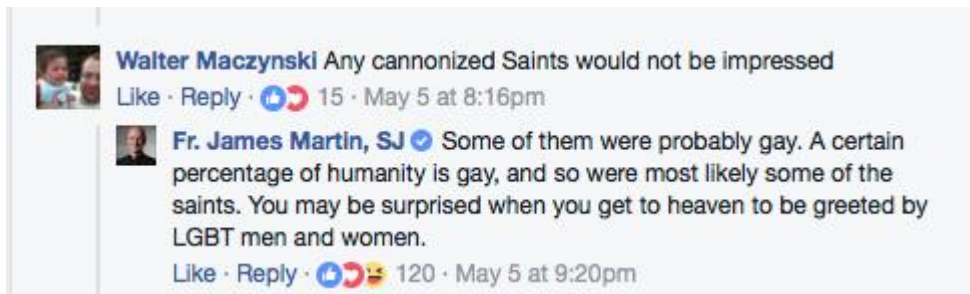 Walter Maczynski Any cannonized Saints would not be impressed
Like · Reply · 15 · May 5 at 8:16pm
Fr. James Martin, SJ Some of them were probably gay. A certain
percentage of humanity is gay, and so were most likely some of the
saints. You may be surprised when you get to heaven to be greeted by
LGBT men and women.
Like · Reply · 120 · May 5 at 9:20pm